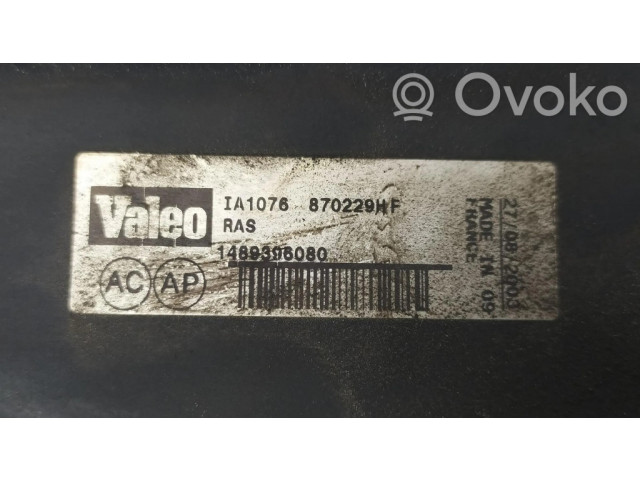 Ovoko
Valeo
IA1076 870229HF
RAS
1489396080
AC AP
27/08/2003
MADE IN 09
FRANCE